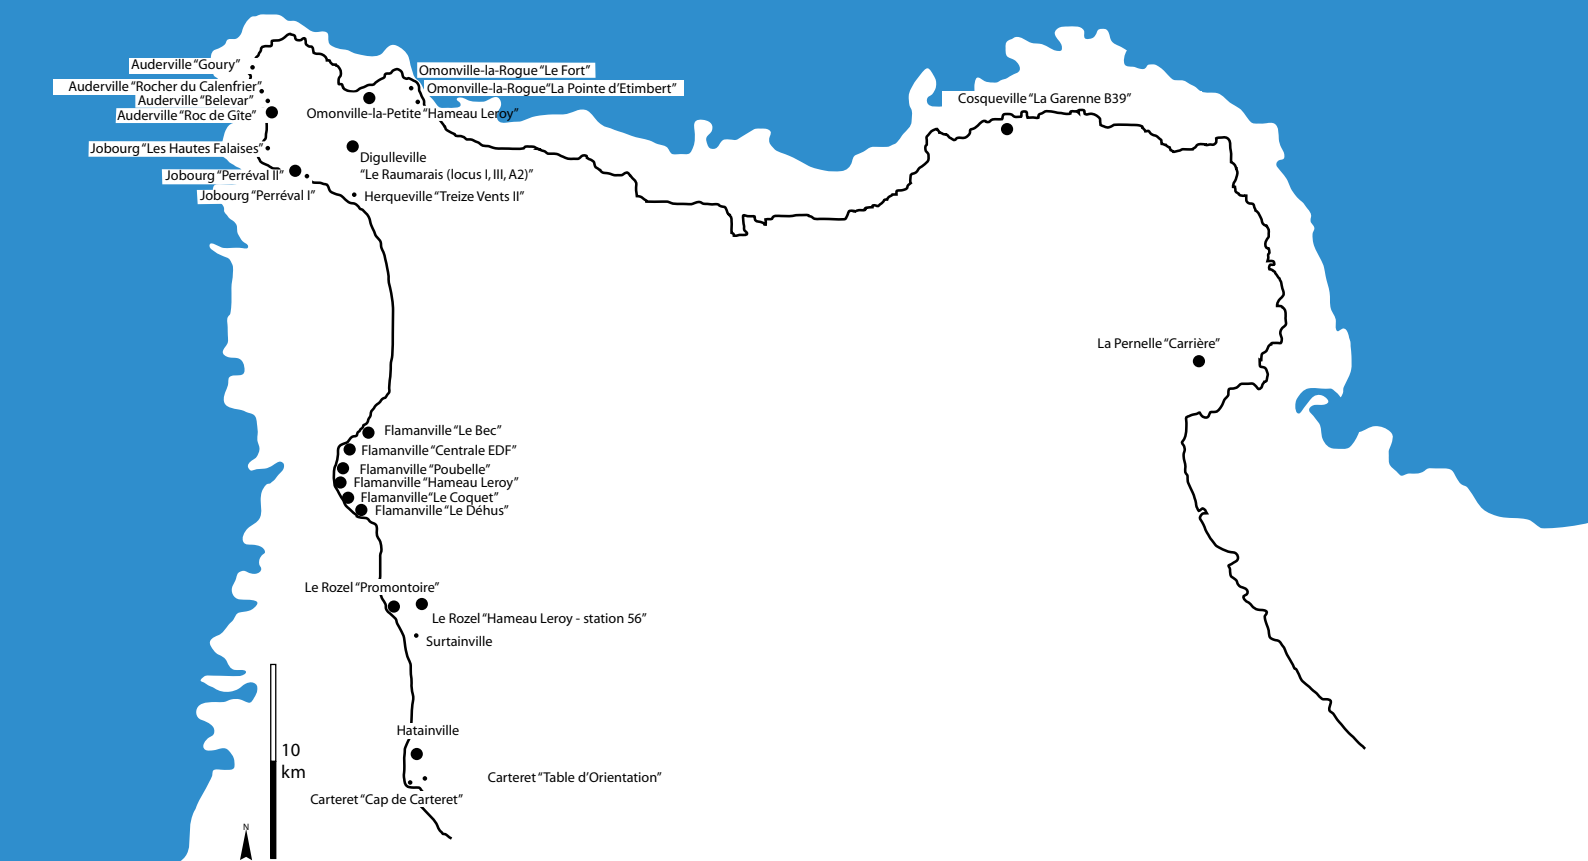 Auderville “Goury”
Auderville “Rocher du Calenfrier”
Auderville “Belevar”
Auderville “Roc de Gite”
Jobourg “Les Hautes Falaises”
Jobourg “Perréval II”
Jobourg “Perréval I”
Omonville-la-Rogue “Le Fort”
Omonville-la-Rogue“La Pointe d’Etimbert”
Omonville-la-Petite “Hameau Leroy”
Digulleville
“Le Raumarais (locus I, III, A2)”
Herqueville “Treize Vents II”
Cosqueville “La Garenne B39”
La Pernelle “Carrière”
Flamanville “Le Bec”
Flamanville “Centrale EDF”
Flamanville “Poubelle”
Flamanville “Hameau Leroy”
Flamanville“Le Coquet”
Flamanville “Le Déhus”
Le Rozel “Promontoire”
Le Rozel “Hameau Leroy - station 56”
Surtainville
Hatainville
Carteret “Table d’Orientation”
Carteret “Cap de Carteret”
10
km
N